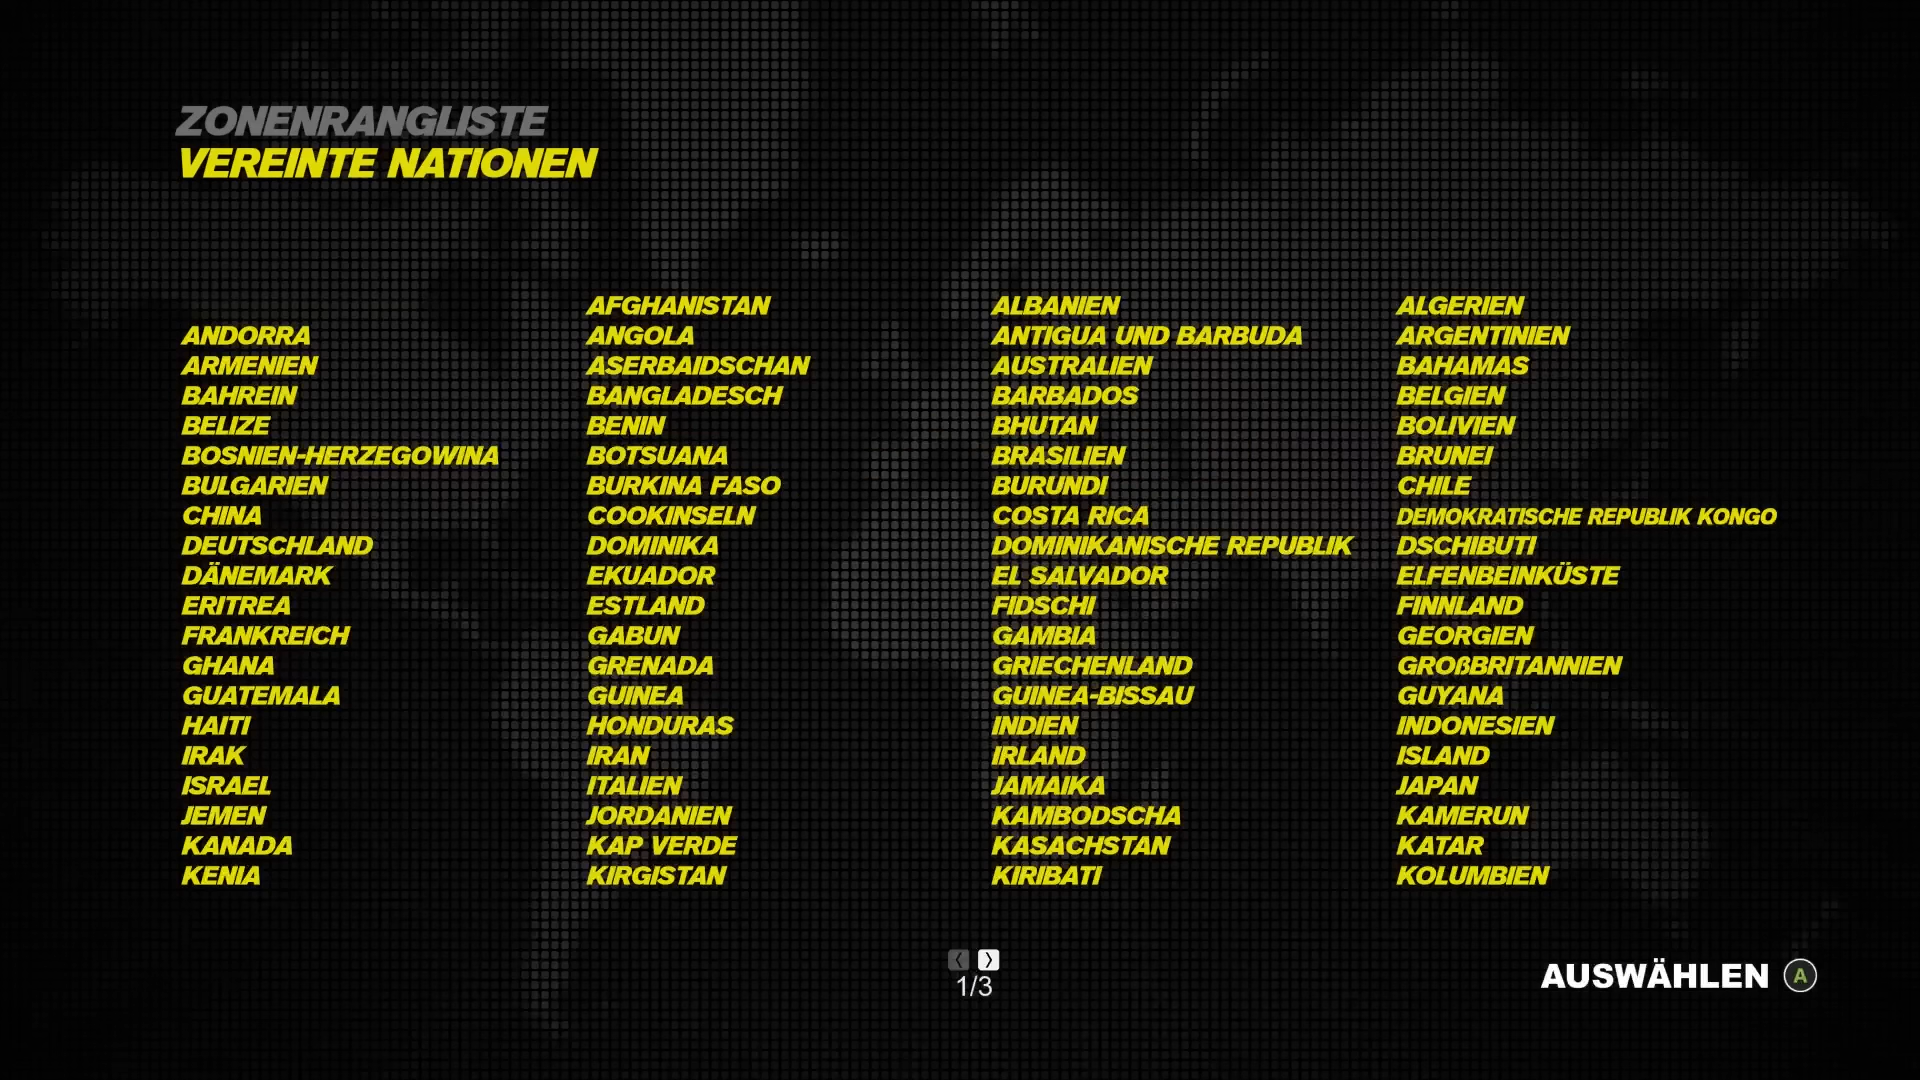 ZONENRANGLISTE
VEREINTE NATIONEN
AFGHANISTAN ALBANIEN ALGERIEN
ANDORRA ANGOLA ANTIGUA UND BARBUDA ARGENTINIEN
ARMENIEN ASERBAIDSCHAN AUSTRALIEN BAHAMAS
BAHREIN BANGLADESCH BARBADOS BELGIEN
BELIZE BENIN BHUTAN BOLIVIEN
BOSNIEN-HERZEGOWINA BOTSUANA BRASILIEN BRUNEI
BULGARIEN BURKINA FASO BURUNDI CHILE
CHINA COOKINSELN COSTA RICA DEMOKRATISCHE REPUBLIK KONGO
DEUTSCHLAND DOMINIKA DOMINIKANISCHE REPUBLIK DSCHIBUTI
DÄNEMARK EKUADOR EL SALVADOR ELFENBEINKÜSTE
ERITREA ESTLAND FIDSCHI FINNLAND
FRANKREICH GABUN GAMBIA GEORGIEN
GHANA GRENADA GRIECHENLAND GROßBRITANNIEN
GUATEMALA GUINEA GUINEA-BISSAU GUYANA
HAITI HONDURAS INDIEN INDONESIEN
IRAK IRAN IRLAND ISLAND
ISRAEL ITALIEN JAMAIKA JAPAN
JEMEN JORDANIEN KAMBODSCHA KAMERUN
KANADA KAP VERDE KASACHSTAN KATAR
KENIA KIRGISTAN KIRIBATI KOLUMBIEN
1/3
AUSWÄHLEN A